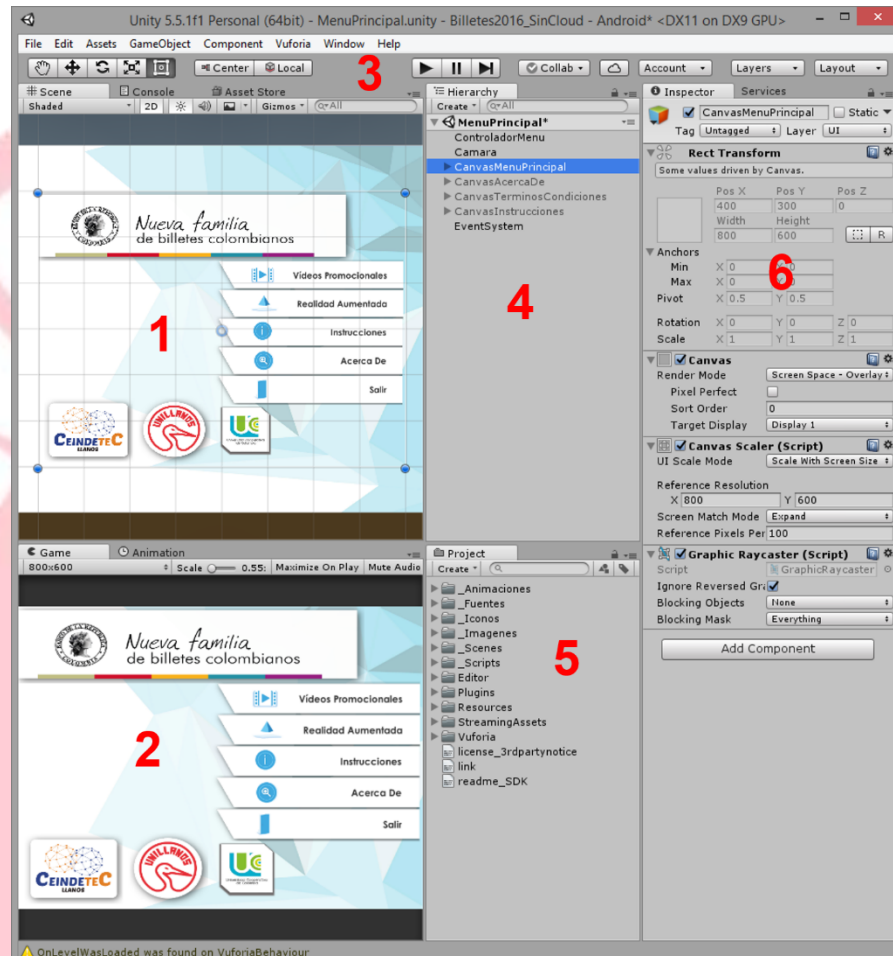 Unity 5.5.1f1 Personal (64bit) - MenuPrincipal.unity - Billetes2016_SinCloud - Android* <DX11 on DX9 GPU>
File Edit Assets GameObject Component Vuforia Window Help
Center Local 3 Collab Account Layers Layout
Scene Console Asset Store
Shaded 2D Gizmos All
Nueva familia
de billetes colombianos
Vídeos Promocionales
Realidad Aumentada
1
Instrucciones
Acerca De
Salir
CEINDETEC
LLANOS
UNILLANOS
Game Animation
800x600 Scale 0.55: Maximize On Play Mute Audio
Nueva familia
de billetes colombianos
Vídeos Promocionales
Realidad Aumentada
2
Instrucciones
Acerca De
Salir
CEINDETEC
LLANOS
UNILLANOS
OnLevelWasLoaded was found on VuforiaBehaviour
Hierarchy
Create All
MenuPrincipal*
ControladorMenu
Camara
CanvasMenuPrincipal
CanvasAcercaDe
CanvasTerminosCondiciones
CanvasInstrucciones
EventSystem
4
Project
Create
_Animaciones
_Fuentes
_Iconos
_Imagenes
_Scenes
_Scripts
5
Editor
Plugins
Resources
StreamingAssets
Vuforia
license_3rdpartynotice
link
readme_SDK
Inspector Services
CanvasMenuPrincipal Static
Tag Untagged Layer UI
Rect Transform
Some values driven by Canvas.
Pos X Pos Y Pos Z
400 300 0
Width Height
800 600 R
Anchors
Min X 0 Y 0
6
Max X 0 Y 0
Pivot X 0.5 Y 0.5
Rotation X 0 Y 0 Z 0
Scale X 1 Y 1 Z 1
Canvas
Render Mode Screen Space - Overlay
Pixel Perfect
Sort Order 0
Target Display Display 1
Canvas Scaler (Script)
UI Scale Mode Scale With Screen Size
Reference Resolution
X 800 Y 600
Screen Match Mode Expand
Reference Pixels Per 100
Graphic Raycaster (Script)
Script GraphicRaycaster
Ignore Reversed Gra
Blocking Objects None
Blocking Mask Everything
Add Component